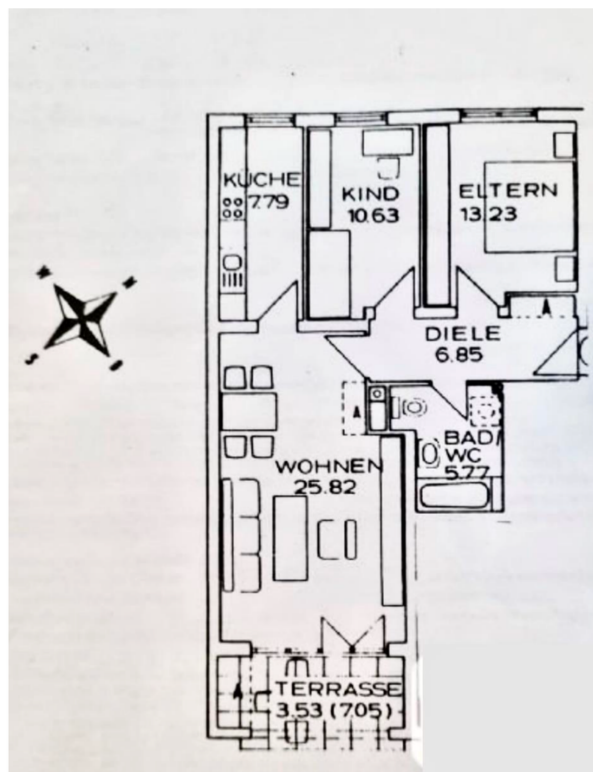 KÜCHE
7.79
KIND
10.63
ELTERN
13.23
DIELE
6.85
A
A
BAD/
WC
5.77
WOHNEN
25.82
TERRASSE
3.53 (7.05)
A
W
N
S
O